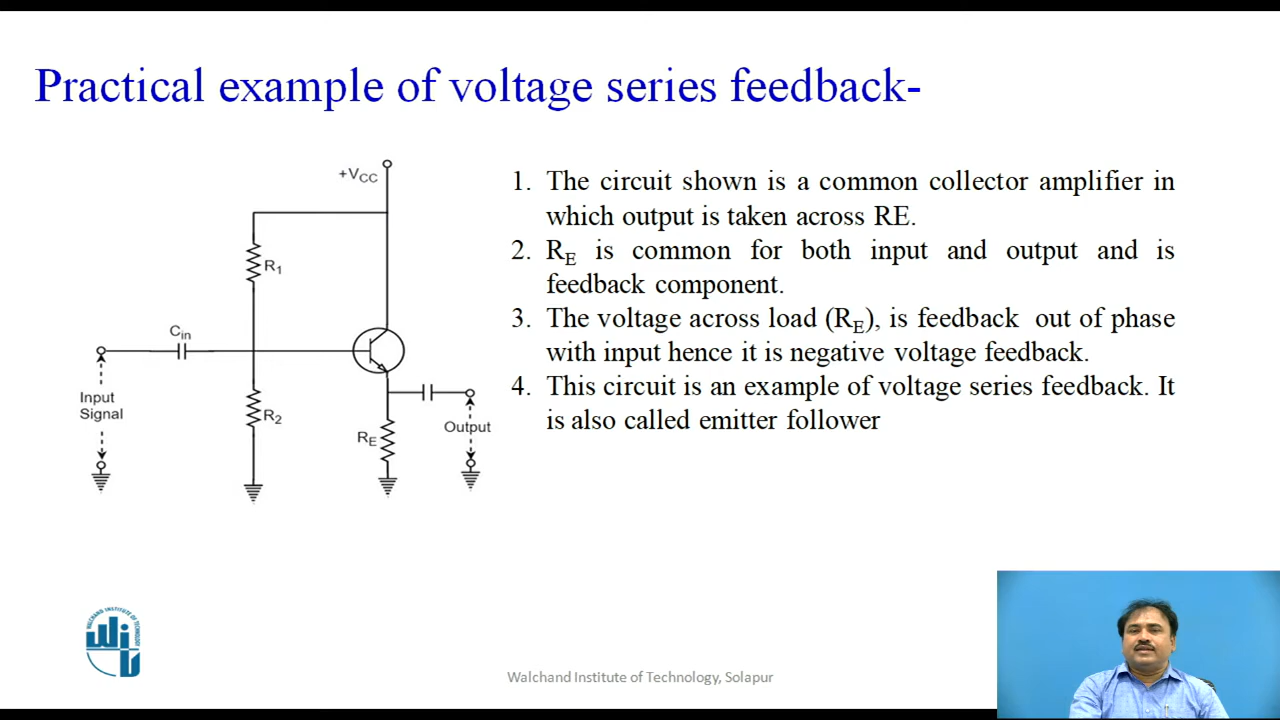 Practical example of voltage series feedback-
+VCC
R1
Cin
Input
Signal
R2
RE
Output
1. The circuit shown is a common collector amplifier in
which output is taken across RE.
2. RE is common for both input and output and is
feedback component.
3. The voltage across load (RE), is feedback out of phase
with input hence it is negative voltage feedback.
4. This circuit is an example of voltage series feedback. It
is also called emitter follower
WALCHAND INSTITUTE OF TECHNOLOGY
Walchand Institute of Technology, Solapur